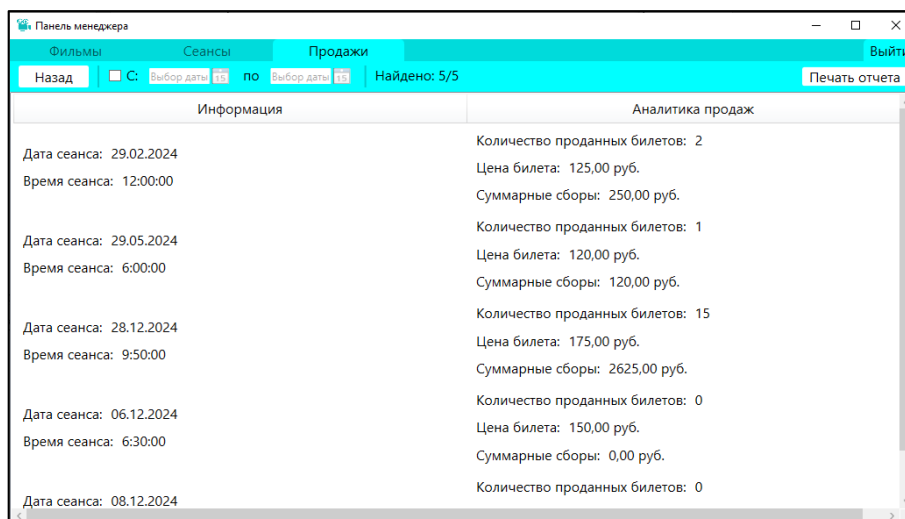 Панель менеджера
Фильмы Сеансы Продажи Выйти
Назад С: Выбор даты 15 по Выбор даты 15 Найдено: 5/5 Печать отчета
Информация Аналитика продаж
Дата сеанса: 29.02.2024
Время сеанса: 12:00:00
Количество проданных билетов: 2
Цена билета: 125,00 руб.
Суммарные сборы: 250,00 руб.
Дата сеанса: 29.05.2024
Время сеанса: 6:00:00
Количество проданных билетов: 1
Цена билета: 120,00 руб.
Суммарные сборы: 120,00 руб.
Дата сеанса: 28.12.2024
Время сеанса: 9:50:00
Количество проданных билетов: 15
Цена билета: 175,00 руб.
Суммарные сборы: 2625,00 руб.
Дата сеанса: 06.12.2024
Время сеанса: 6:30:00
Количество проданных билетов: 0
Цена билета: 150,00 руб.
Суммарные сборы: 0,00 руб.
Дата сеанса: 08.12.2024
Количество проданных билетов: 0